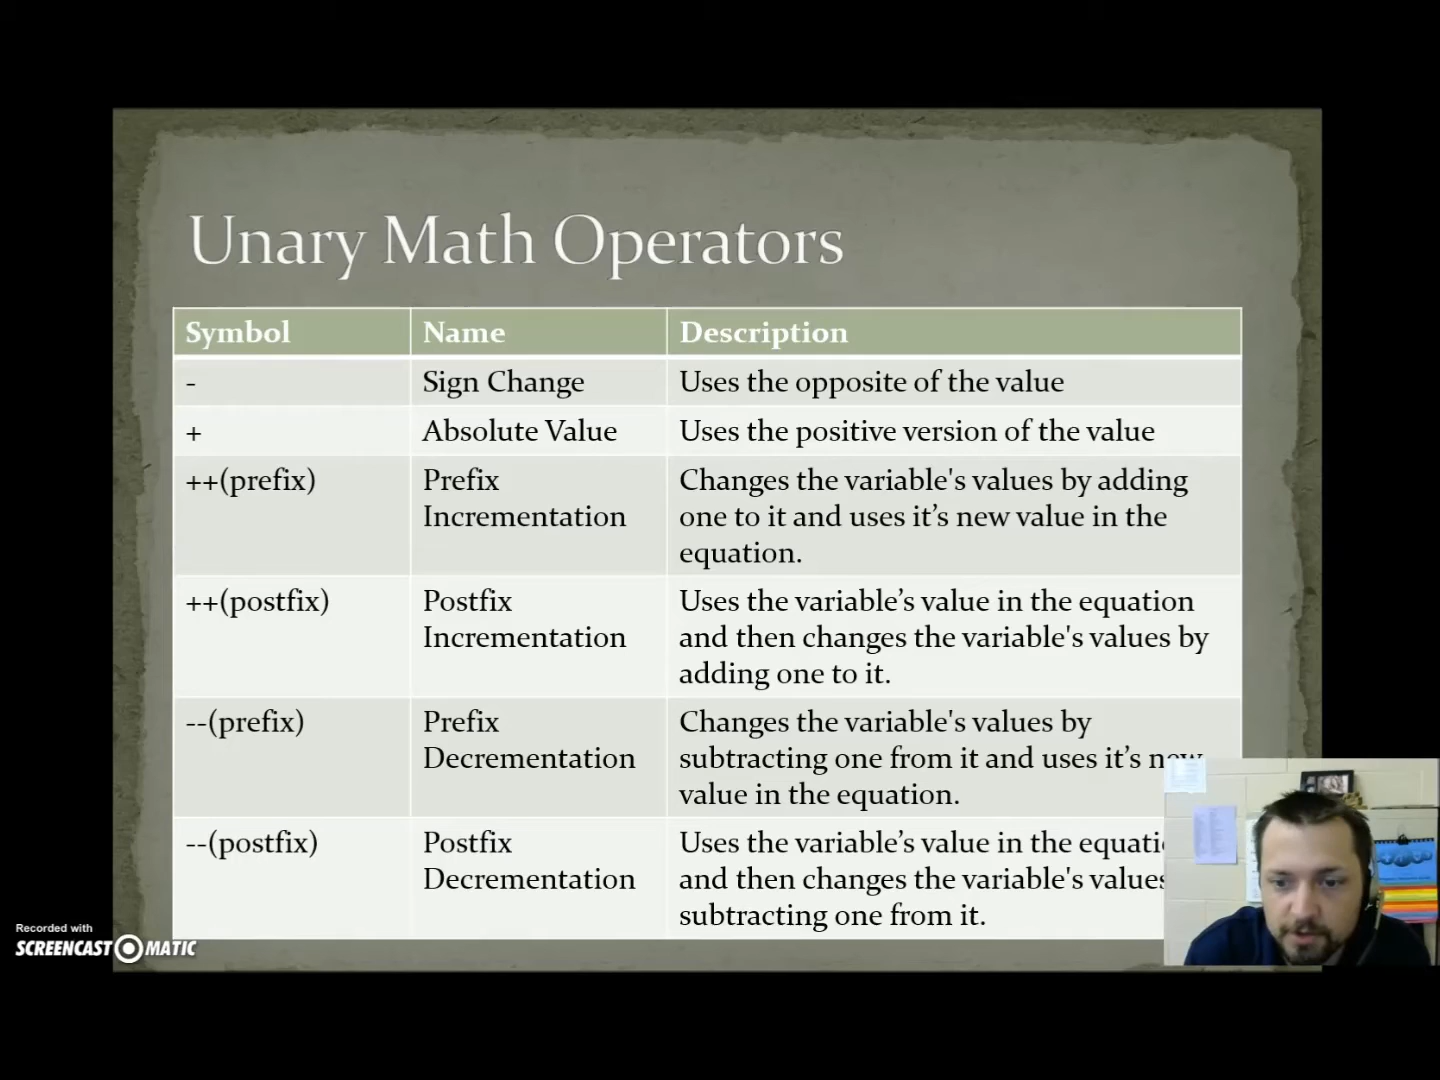 Unary Math Operators
Symbol Name Description
- Sign Change Uses the opposite of the value
+ Absolute Value Uses the positive version of the value
++(prefix) Prefix Changes the variable's values by adding
Incrementation one to it and uses it’s new value in the
equation.
++(postfix) Postfix Uses the variable’s value in the equation
Incrementation and then changes the variable's values by
adding one to it.
--(prefix) Prefix Changes the variable's values by
Decrementation subtracting one from it and uses it’s new
value in the equation.
--(postfix) Postfix Uses the variable’s value in the equati
Decrementation and then changes the variable's values
subtracting one from it.
Recorded with
SCREENCAST MATIC